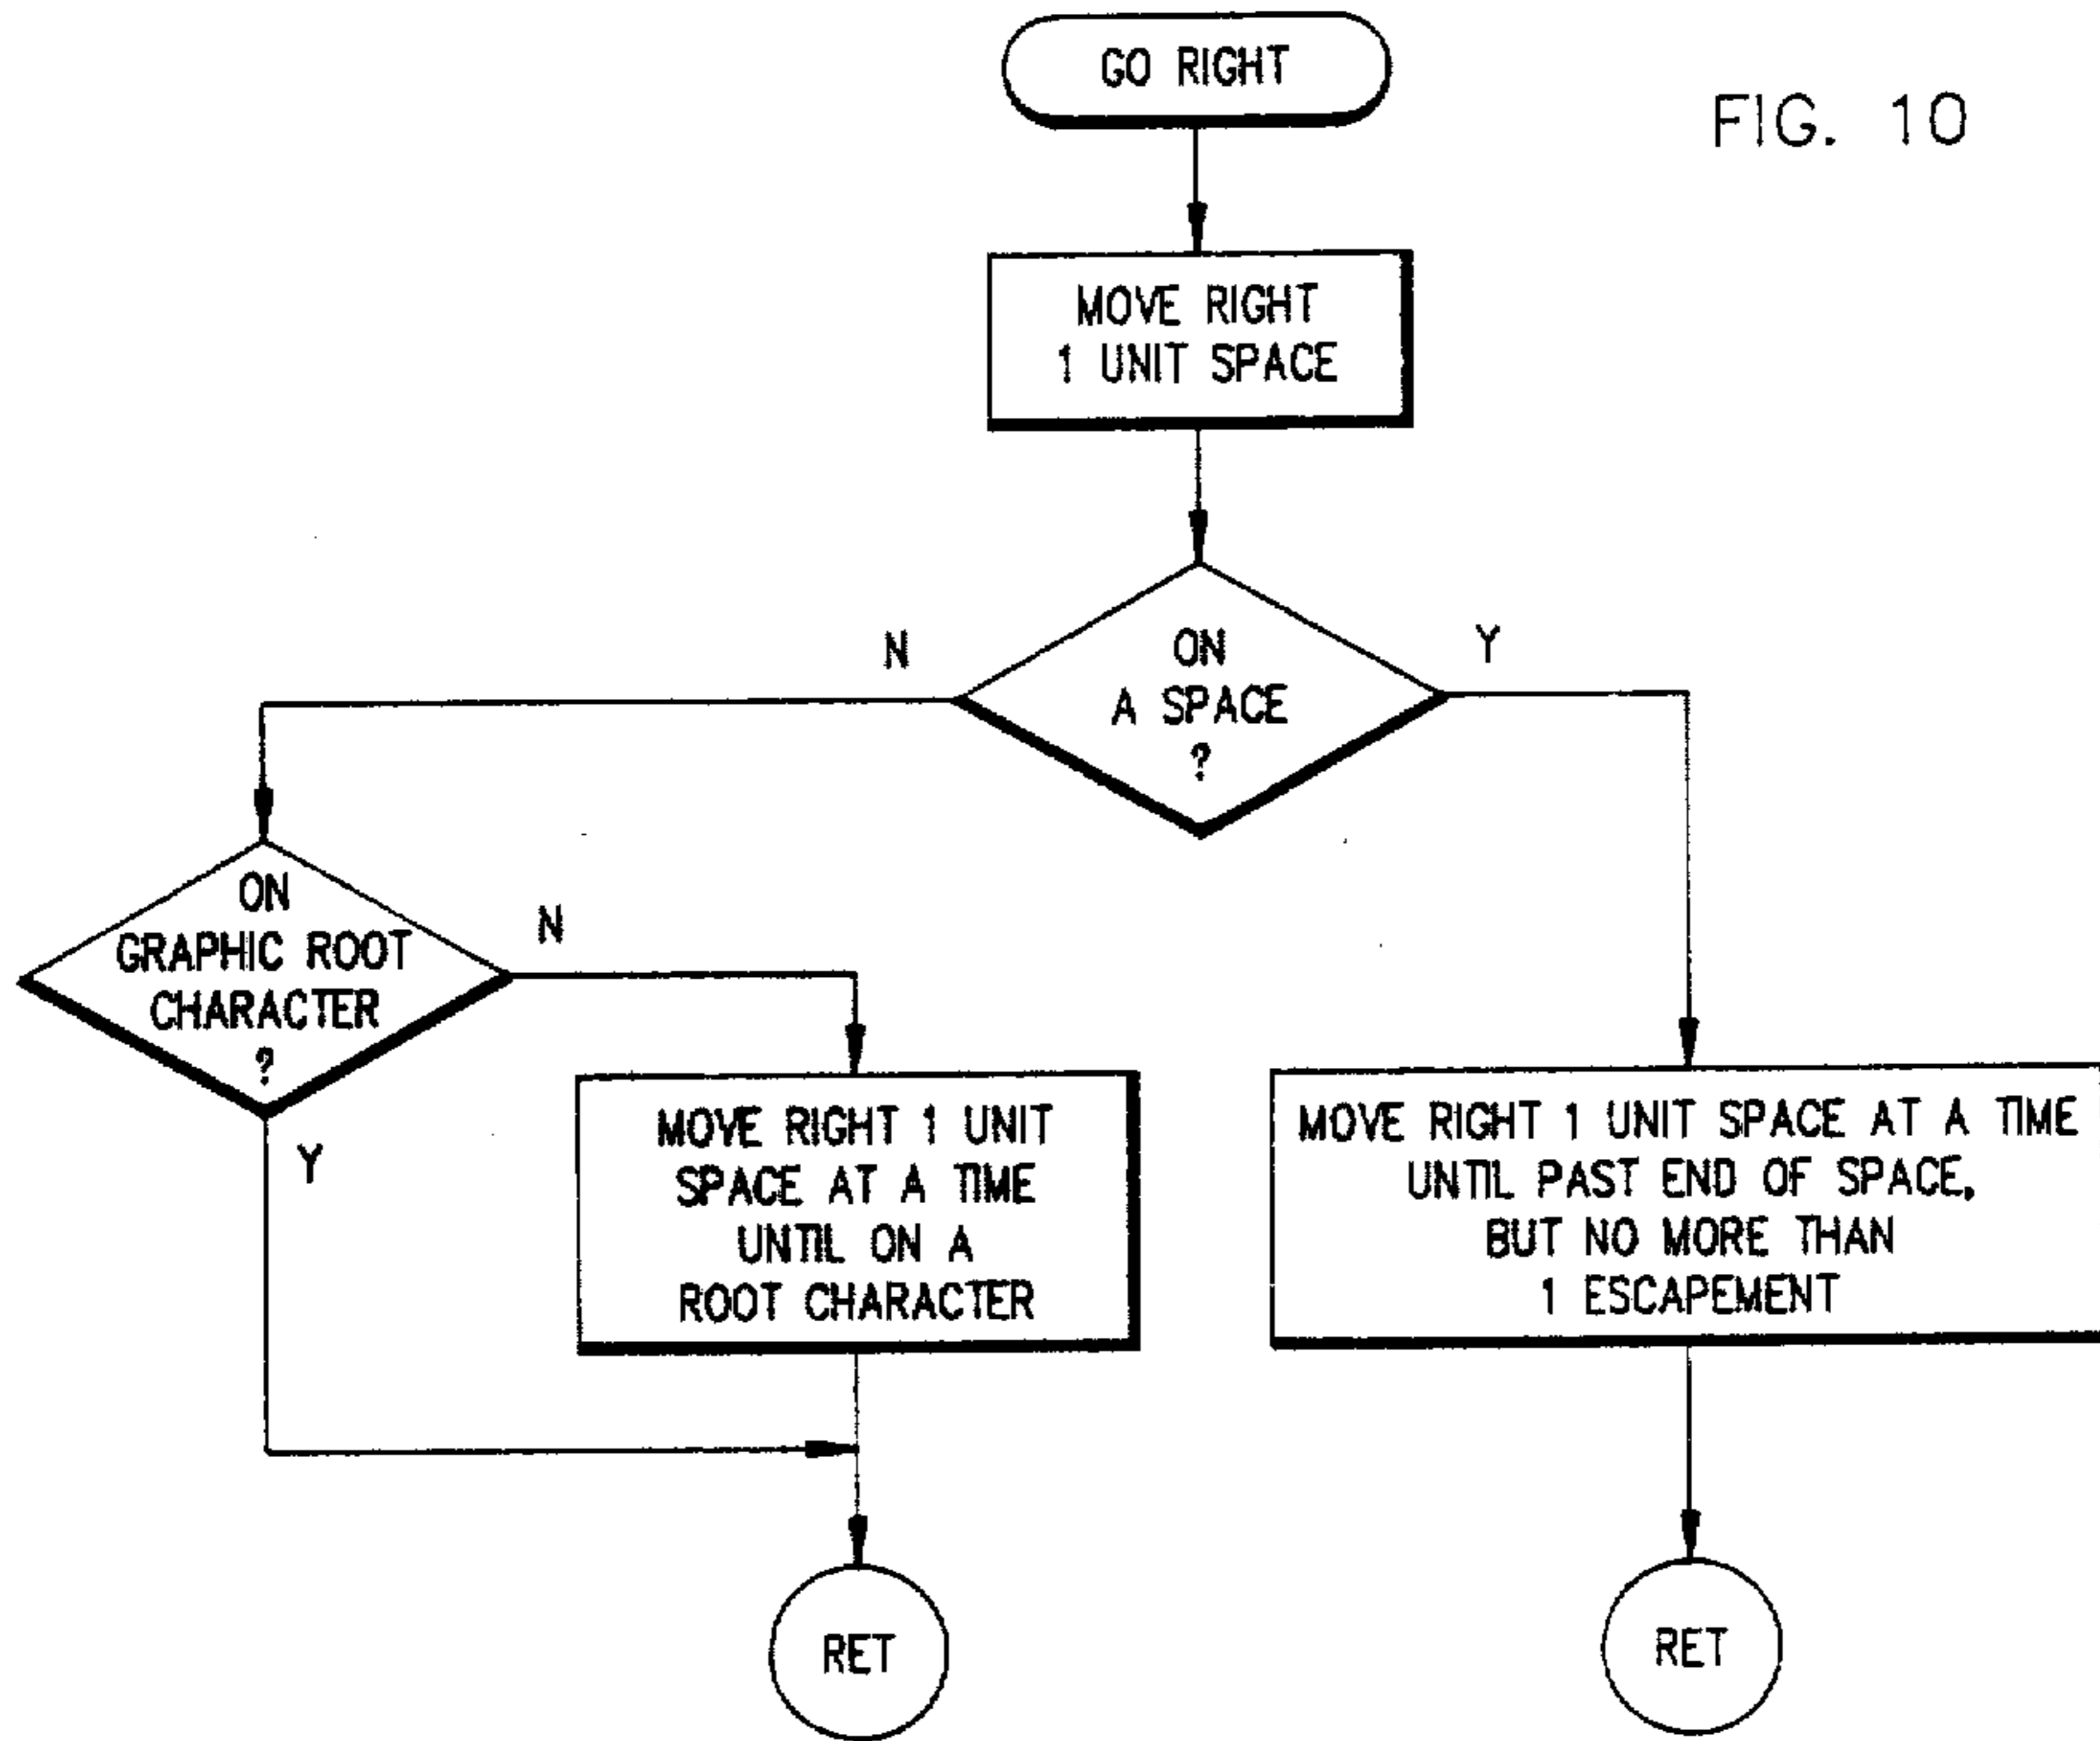 GO RIGHT
FIG. 10
MOVE RIGHT
1 UNIT SPACE
N
ON
A SPACE
?
Y
ON
GRAPHIC ROOT
CHARACTER
?
N
Y
MOVE RIGHT 1 UNIT
SPACE AT A TIME
UNTIL ON A
ROOT CHARACTER
MOVE RIGHT 1 UNIT SPACE AT A TIME
UNTIL PAST END OF SPACE,
BUT NO MORE THAN
1 ESCAPEMENT
RET
RET